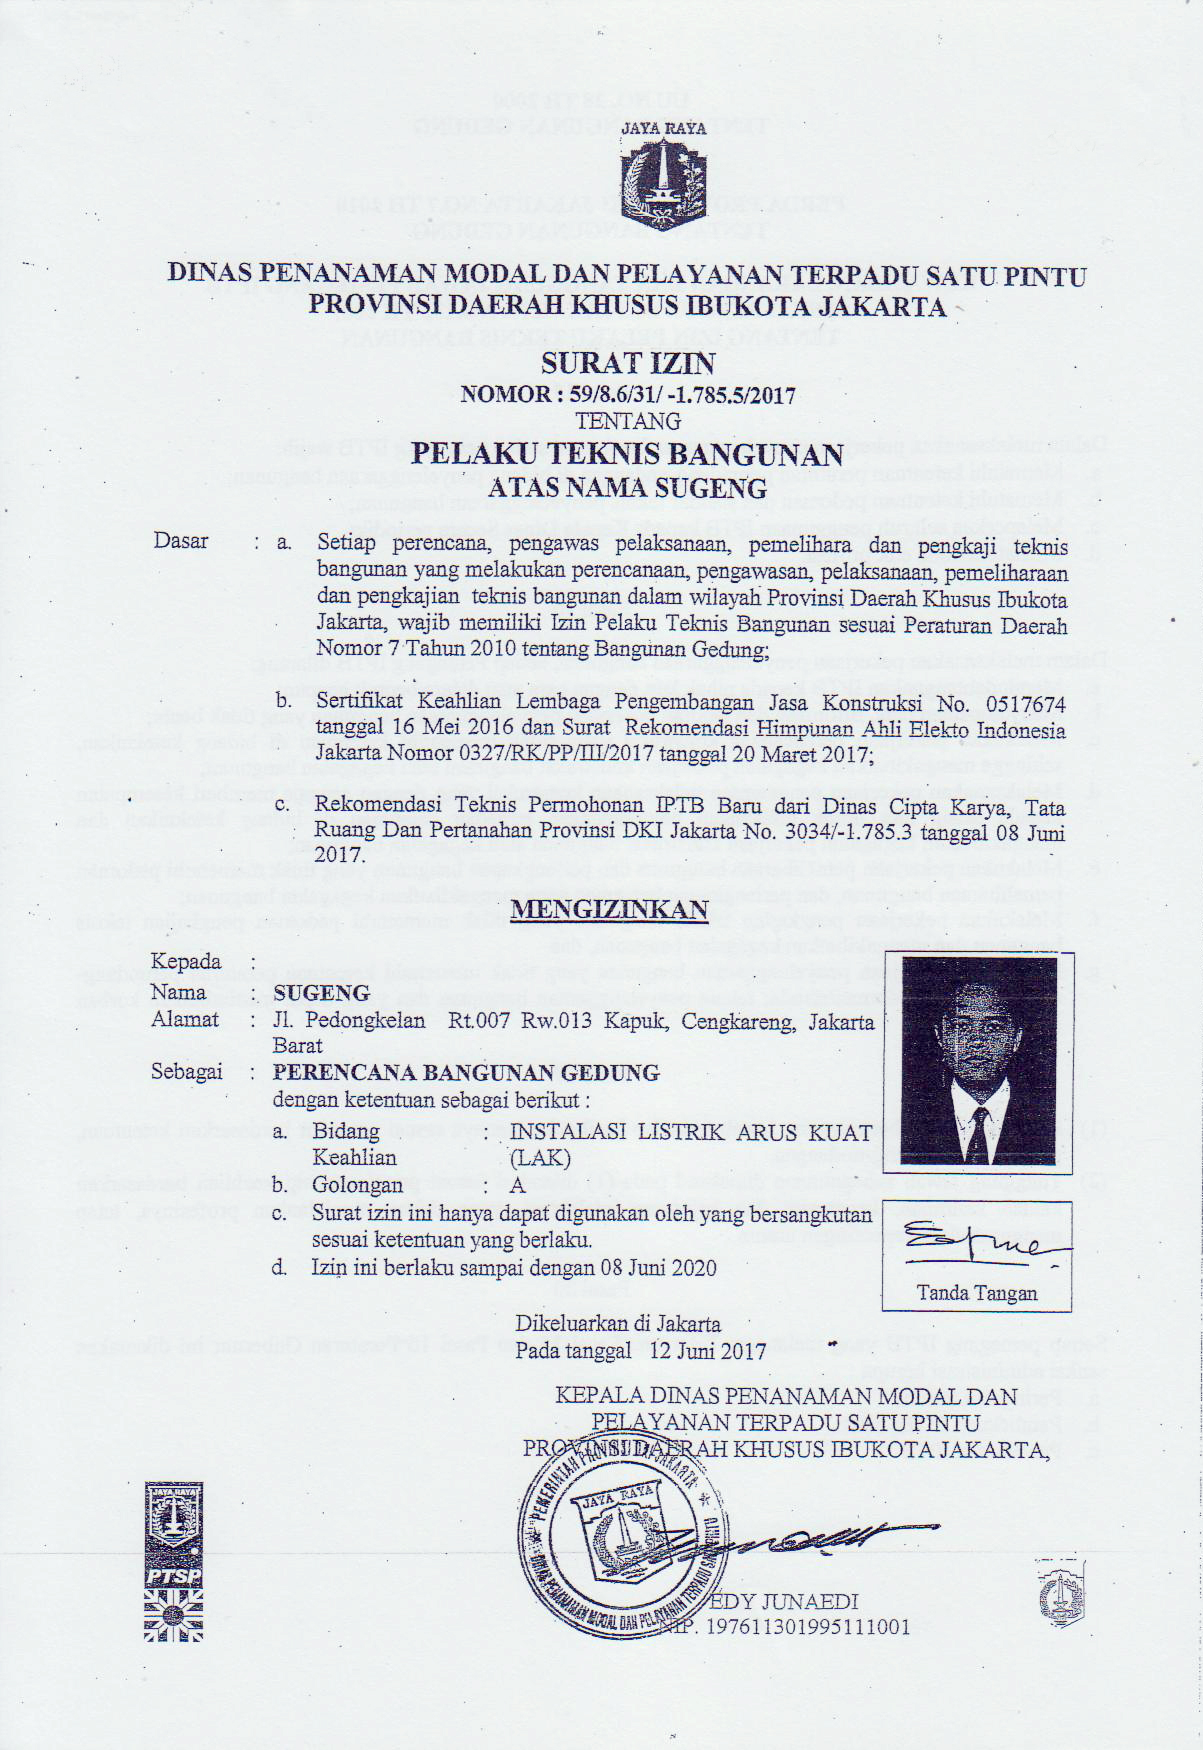 JAYA RAYA
DINAS PENANAMAN MODAL DAN PELAYANAN TERPADU SATU PINTU
PROVINSI DAERAH KHUSUS IBUKOTA JAKARTA
SURAT IZIN
NOMOR : 59/8.6/31/ -1.785.5/2017
TENTANG
PELAKU TEKNIS BANGUNAN
ATAS NAMA SUGENG
Dasar : a. Setiap perencana, pengawas pelaksanaan, pemelihara dan pengkaji teknis
bangunan yang melakukan perencanaan, pengawasan, pelaksanaan, pemeliharaan
dan pengkajian teknis bangunan dalam wilayah Provinsi Daerah Khusus Ibukota
Jakarta, wajib memiliki Izin Pelaku Teknis Bangunan sesuai Peraturan Daerah
Nomor 7 Tahun 2010 tentang Bangunan Gedung;
b. Sertifikat Keahlian Lembaga Pengembangan Jasa Konstruksi No. 0517674
tanggal 16 Mei 2016 dan Surat Rekomendasi Himpunan Ahli Elekto Indonesia
Jakarta Nomor 0327/RK/PP/III/2017 tanggal 20 Maret 2017;
c. Rekomendasi Teknis Permohonan IPTB Baru dari Dinas Cipta Karya, Tata
Ruang Dan Pertanahan Provinsi DKI Jakarta No. 3034/-1.785.3 tanggal 08 Juni
2017.
MENGIZINKAN
Kepada :
Nama : SUGENG
Alamat : Jl. Pedongkelan Rt.007 Rw.013 Kapuk, Cengkareng, Jakarta
Barat
Sebagai : PERENCANA BANGUNAN GEDUNG
dengan ketentuan sebagai berikut :
a. Bidang : INSTALASI LISTRIK ARUS KUAT
Keahlian (LAK)
b. Golongan : A
c. Surat izin ini hanya dapat digunakan oleh yang bersangkutan
sesuai ketentuan yang berlaku.
d. Izin ini berlaku sampai dengan 08 Juni 2020
Tanda Tangan
Dikeluarkan di Jakarta
Pada tanggal 12 Juni 2017
KEPALA DINAS PENANAMAN MODAL DAN
PELAYANAN TERPADU SATU PINTU
PROVINSI DAERAH KHUSUS IBUKOTA JAKARTA,
PEMERINTAH PROVINSI DKI JAKARTA
JAYA RAYA
DINAS PENANAMAN MODAL DAN PELAYANAN TERPADU SATU PINTU
EDY JUNAEDI
NIP. 197611301995111001
JAYA RAYA
PTSP